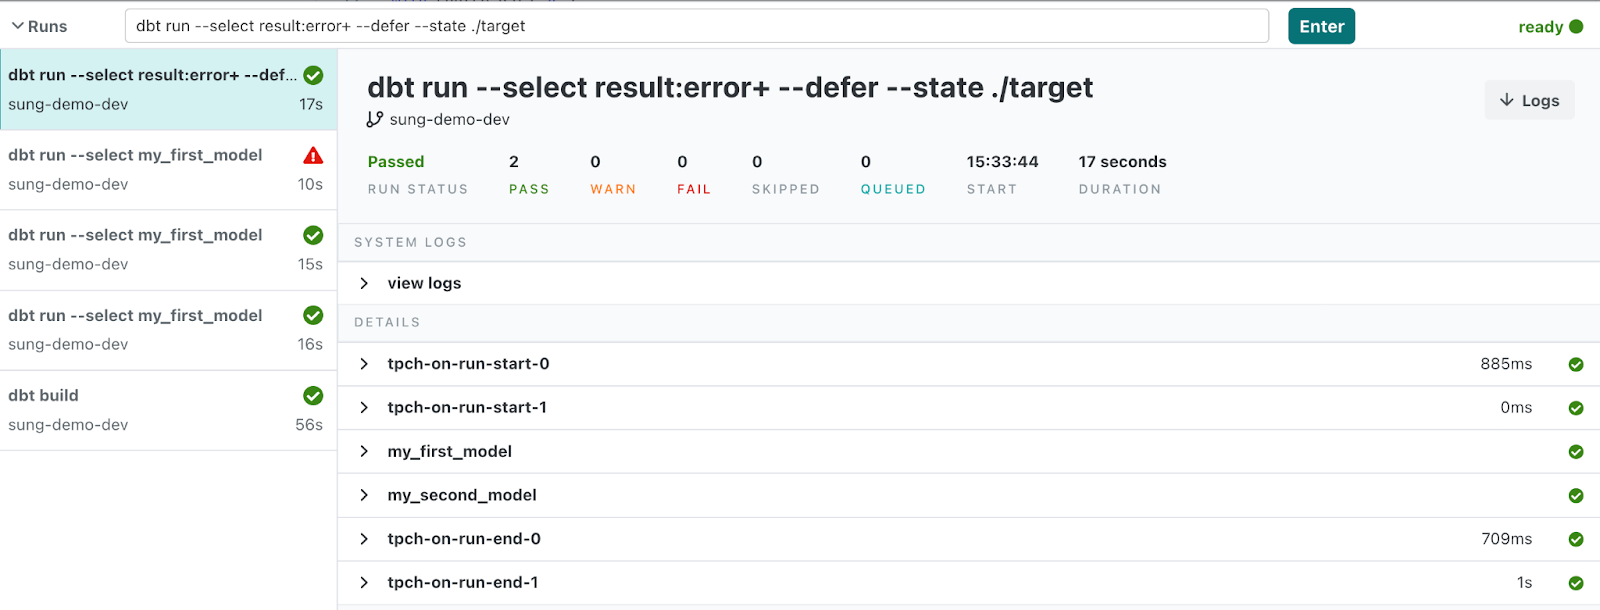 Runs
dbt run --select result:error+ --defer --state ./target
Enter
ready
dbt run --select result:error+ --def...
sung-demo-dev 17s
dbt run --select my_first_model
sung-demo-dev 10s
dbt run --select my_first_model
sung-demo-dev 15s
dbt run --select my_first_model
sung-demo-dev 16s
dbt build
sung-demo-dev 56s
dbt run --select result:error+ --defer --state ./target
sung-demo-dev
Logs
Passed 2 0 0 0 0 15:33:44 17 seconds
RUN STATUS PASS WARN FAIL SKIPPED QUEUED START DURATION
SYSTEM LOGS
view logs
DETAILS
tpch-on-run-start-0 885ms
tpch-on-run-start-1 0ms
my_first_model
my_second_model
tpch-on-run-end-0 709ms
tpch-on-run-end-1 1s